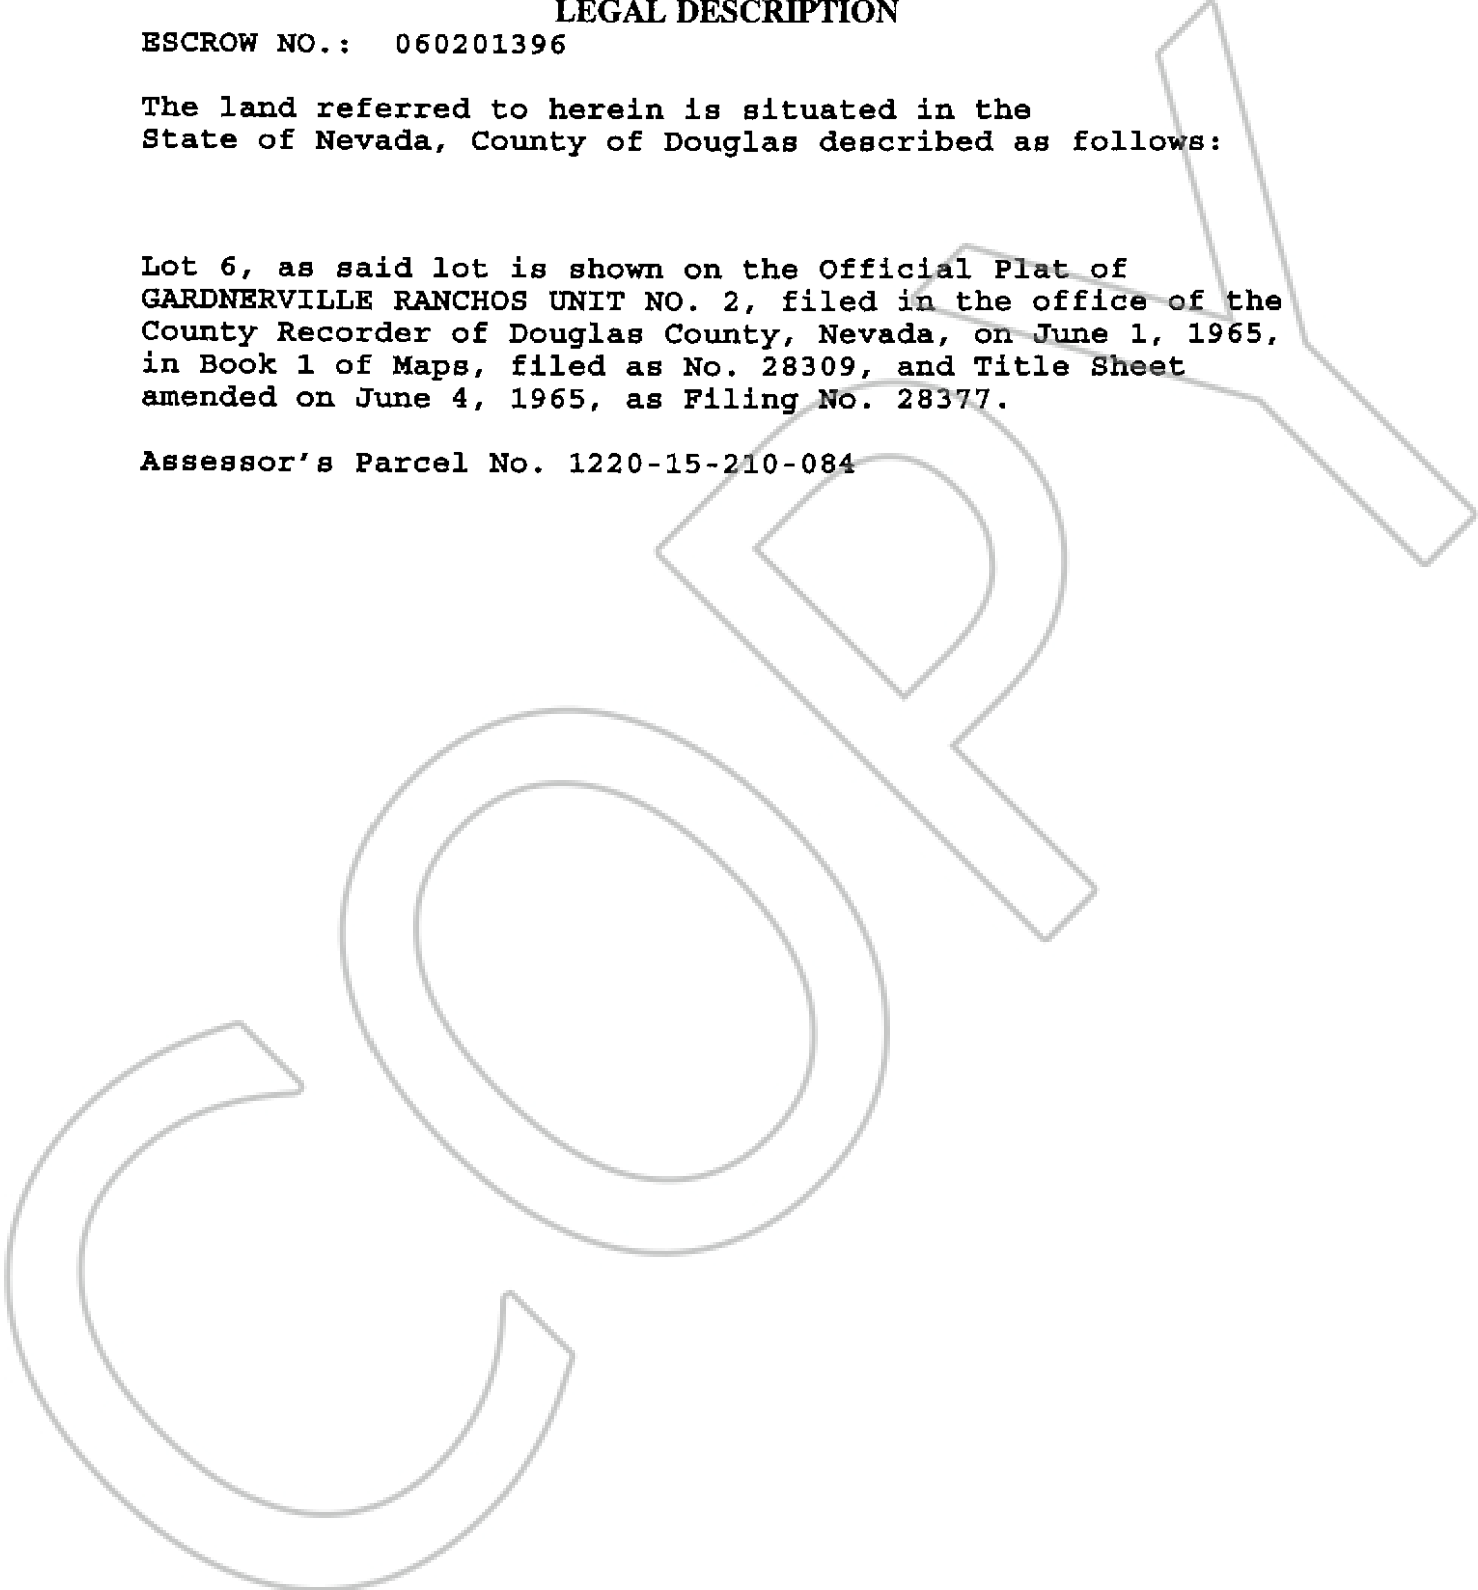 LEGAL DESCRIPTION
ESCROW NO.: 060201396
The land referred to herein is situated in the
State of Nevada, County of Douglas described as follows:
Lot 6, as said lot is shown on the Official Plat of
GARDNERVILLE RANCHOS UNIT NO. 2, filed in the office of the
County Recorder of Douglas County, Nevada, on June 1, 1965,
in Book 1 of Maps, filed as No. 28309, and Title Sheet
amended on June 4, 1965, as Filing No. 28377.
Assessor's Parcel No. 1220-15-210-084
COPY